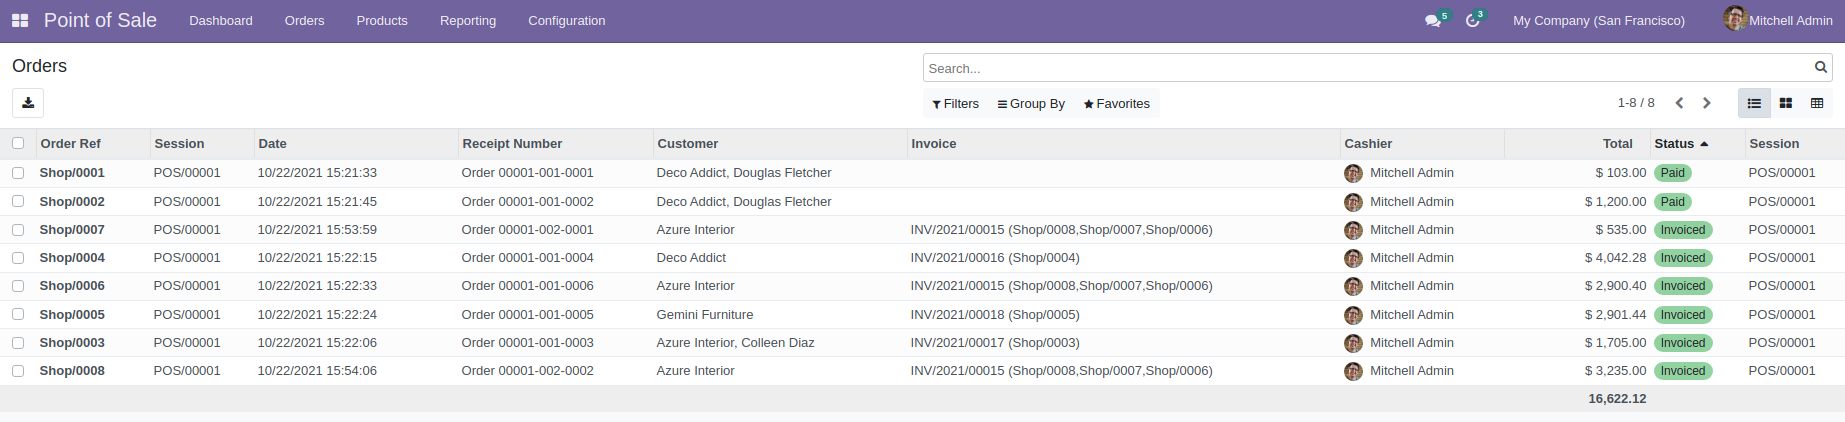 Point of Sale Dashboard Orders Products Reporting Configuration 5 3 My Company (San Francisco) Mitchell Admin
Orders
Search...
Filters Group By Favorites 1-8 / 8
Order Ref Session Date Receipt Number Customer Invoice Cashier Total Status Session
Shop/0001 POS/00001 10/22/2021 15:21:33 Order 00001-001-0001 Deco Addict, Douglas Fletcher Mitchell Admin $ 103.00 Paid POS/00001
Shop/0002 POS/00001 10/22/2021 15:21:45 Order 00001-001-0002 Deco Addict, Douglas Fletcher Mitchell Admin $ 1,200.00 Paid POS/00001
Shop/0007 POS/00001 10/22/2021 15:53:59 Order 00001-002-0001 Azure Interior INV/2021/00015 (Shop/0008,Shop/0007,Shop/0006) Mitchell Admin $ 535.00 Invoiced POS/00001
Shop/0004 POS/00001 10/22/2021 15:22:15 Order 00001-001-0004 Deco Addict INV/2021/00016 (Shop/0004) Mitchell Admin $ 4,042.28 Invoiced POS/00001
Shop/0006 POS/00001 10/22/2021 15:22:33 Order 00001-001-0006 Azure Interior INV/2021/00015 (Shop/0008,Shop/0007,Shop/0006) Mitchell Admin $ 2,900.40 Invoiced POS/00001
Shop/0005 POS/00001 10/22/2021 15:22:24 Order 00001-001-0005 Gemini Furniture INV/2021/00018 (Shop/0005) Mitchell Admin $ 2,901.44 Invoiced POS/00001
Shop/0003 POS/00001 10/22/2021 15:22:06 Order 00001-001-0003 Azure Interior, Colleen Diaz INV/2021/00017 (Shop/0003) Mitchell Admin $ 1,705.00 Invoiced POS/00001
Shop/0008 POS/00001 10/22/2021 15:54:06 Order 00001-002-0002 Azure Interior INV/2021/00015 (Shop/0008,Shop/0007,Shop/0006) Mitchell Admin $ 3,235.00 Invoiced POS/00001
16,622.12